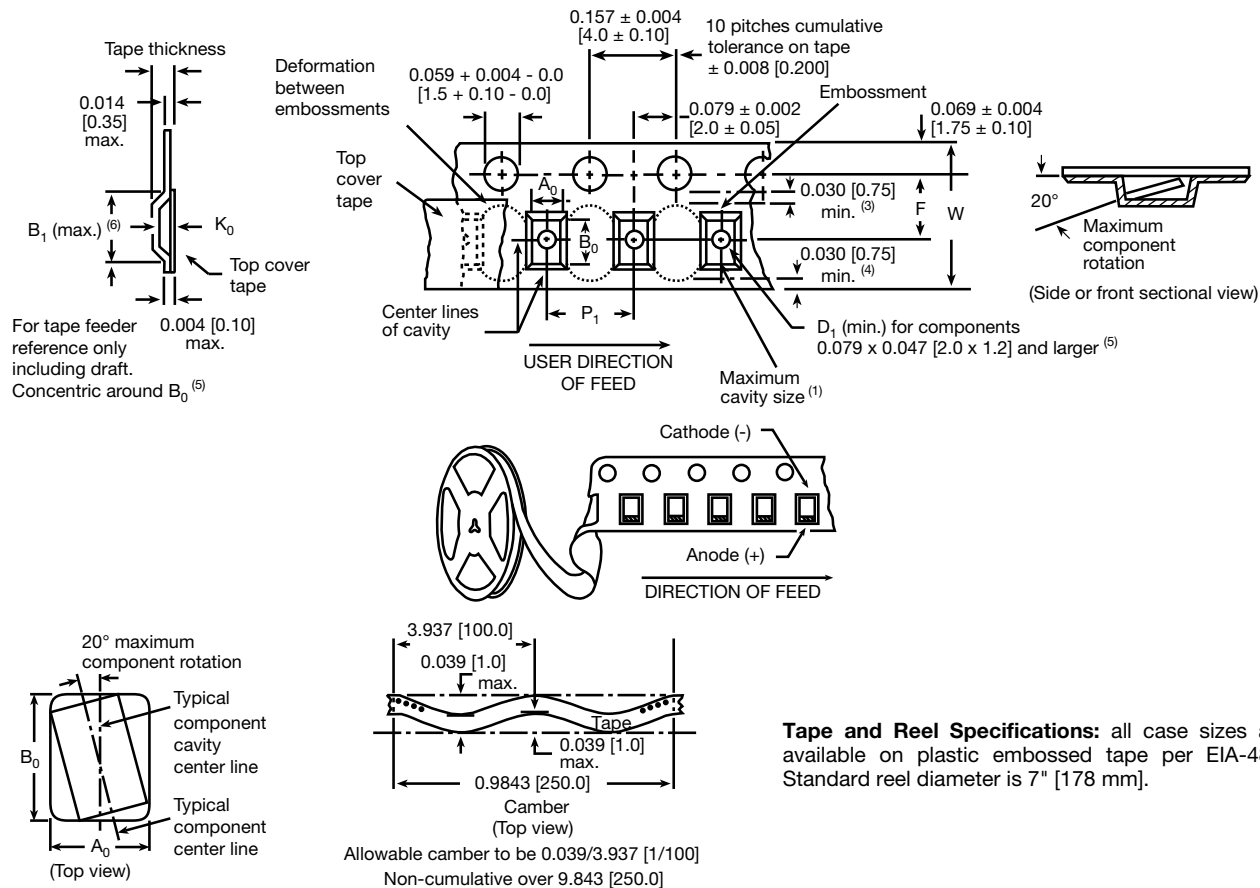 Tape thickness
0.014
[0.35]
max.
B1 (max.) (6)
K0
Top cover
tape
For tape feeder
reference only
including draft.
Concentric around B0 (5)
0.004 [0.10]
max.
Deformation
between
embossments
Top
cover
tape
0.059 + 0.004 - 0.0
[1.5 + 0.10 - 0.0]
0.157 ± 0.004
[4.0 ± 0.10]
10 pitches cumulative
tolerance on tape
± 0.008 [0.200]
0.079 ± 0.002
[2.0 ± 0.05]
Embossment
0.069 ± 0.004
[1.75 ± 0.10]
A0
B0
0.030 [0.75]
min. (3)
F
W
0.030 [0.75]
min. (4)
Center lines
of cavity
P1
USER DIRECTION
OF FEED
D1 (min.) for components
0.079 x 0.047 [2.0 x 1.2] and larger (5)
Maximum
cavity size (1)
20°
Maximum
component
rotation
(Side or front sectional view)
Cathode (-)
Anode (+)
DIRECTION OF FEED
20° maximum
component rotation
Typical
component
cavity
center line
B0
Typical
component
center line
A0
(Top view)
3.937 [100.0]
0.039 [1.0]
max.
Tape
0.039 [1.0]
max.
0.9843 [250.0]
Camber
(Top view)
Allowable camber to be 0.039/3.937 [1/100]
Non-cumulative over 9.843 [250.0]
Tape and Reel Specifications: all case sizes
available on plastic embossed tape per
Standard reel diameter is 7" [178 mm].